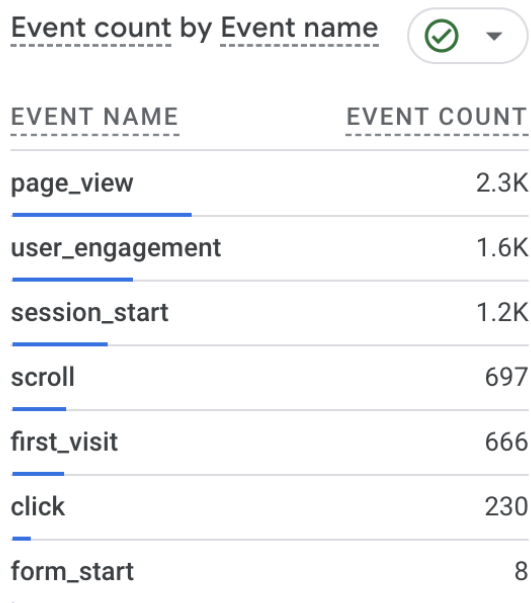 Event count by Event name
EVENT NAME EVENT COUNT
page_view 2.3K
user_engagement 1.6K
session_start 1.2K
scroll 697
first_visit 666
click 230
form_start 8